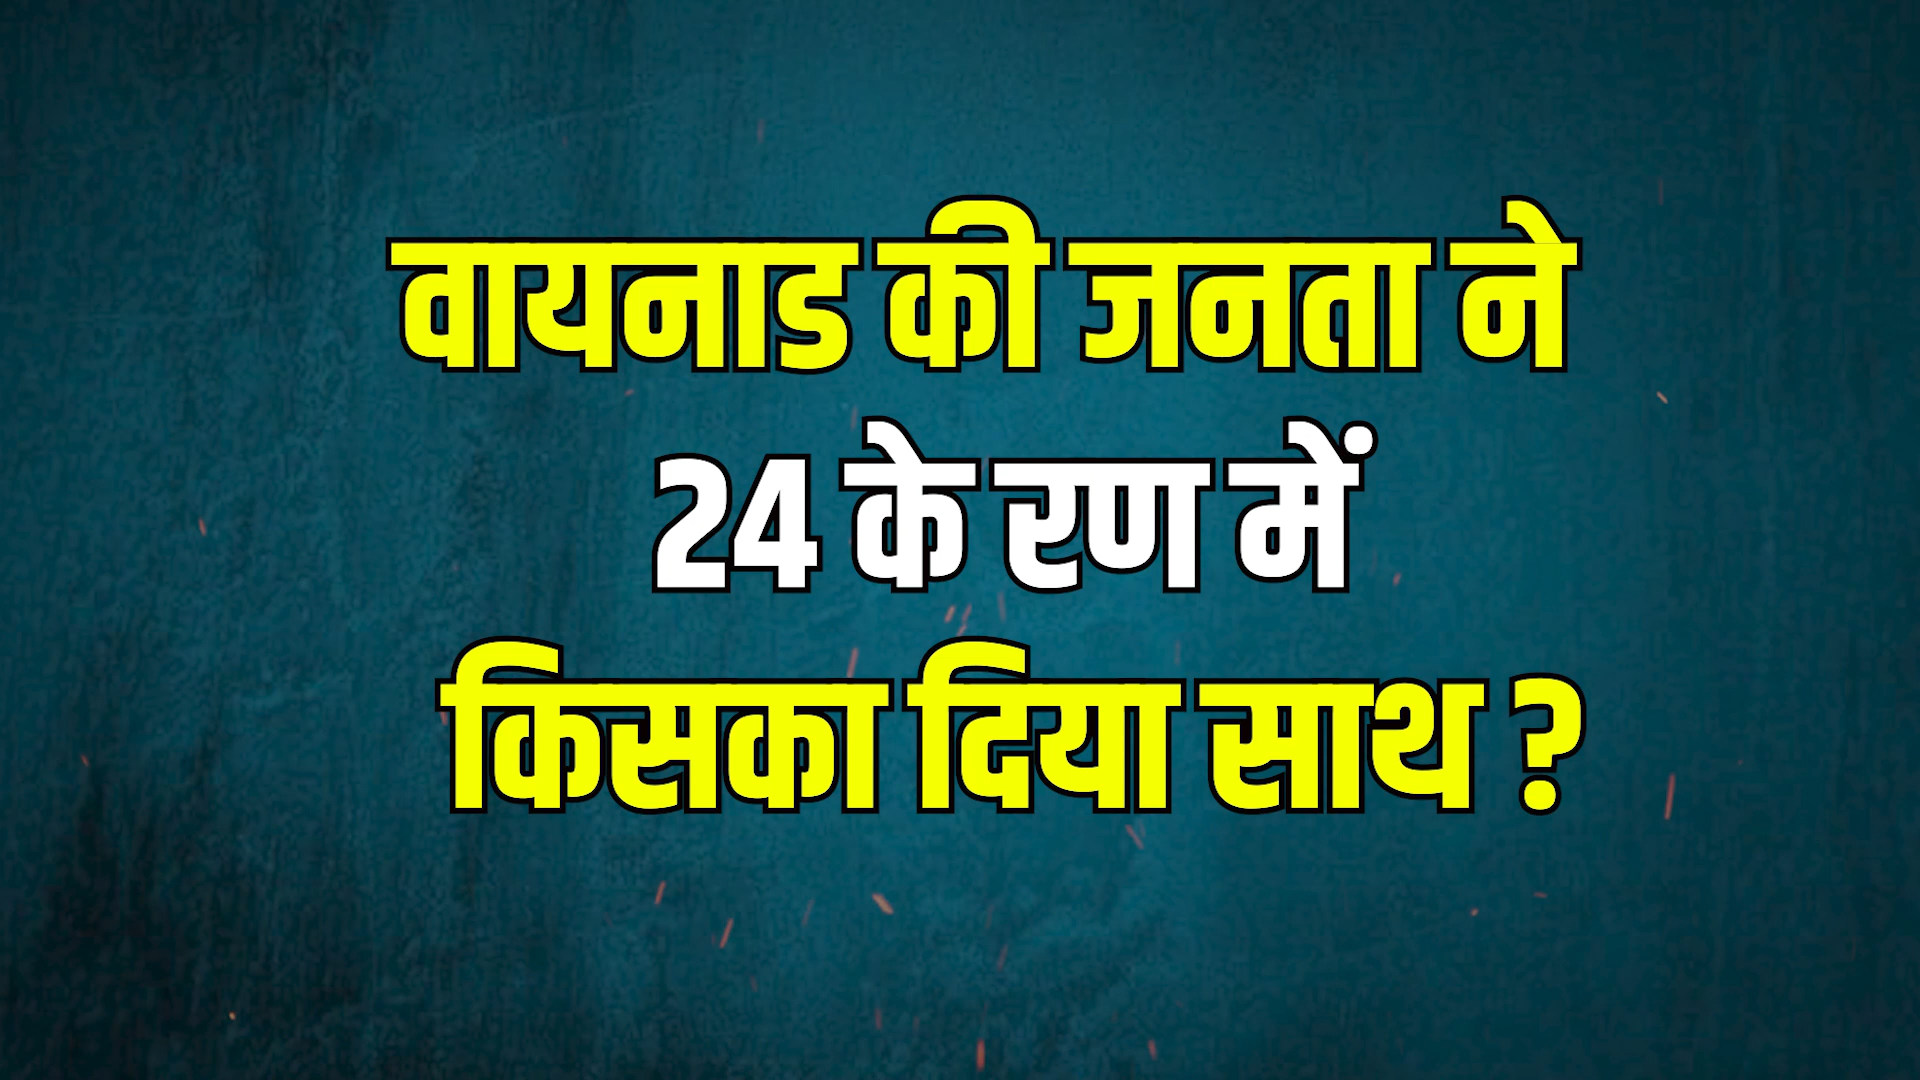 वायनाड की जनता ने
24 के रण में
किसका दिया साथ ?